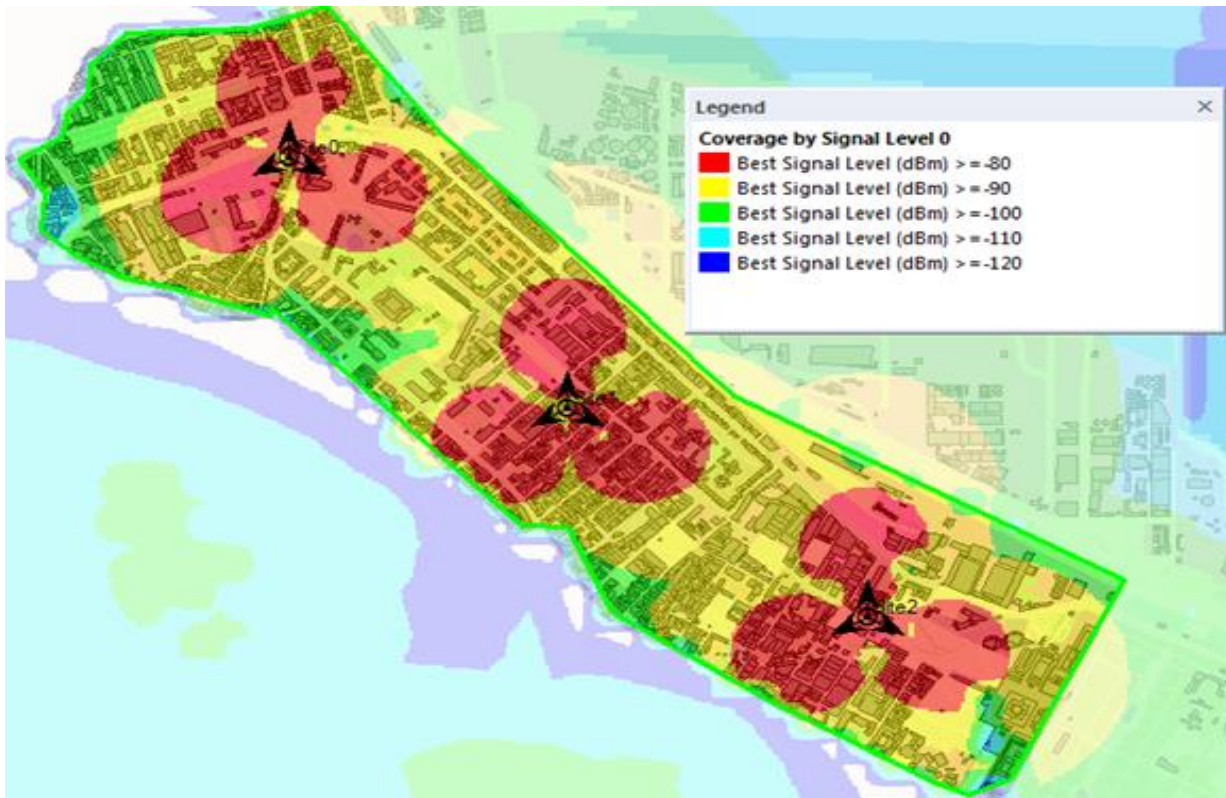 Legend
Coverage by Signal Level 0
Best Signal Level (dBm) >=-80
Best Signal Level (dBm) >=-90
Best Signal Level (dBm) >=-100
Best Signal Level (dBm) >=-110
Best Signal Level (dBm) >=-120